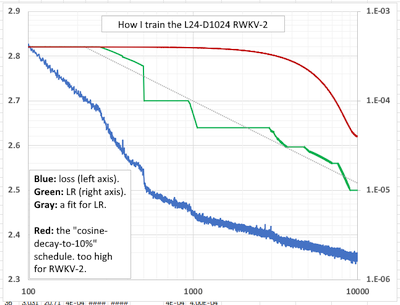 How I train the L24-D1024 RWKV-2
2.9
2.8
2.7
2.6
2.5
2.4
2.3
1.E-03
1.E-04
1.E-05
1.E-06
Blue: loss (left axis).
Green: LR (right axis).
Gray: a fit for LR.
Red: the "cosine-
decay-to-10%"
schedule. too high
for RWKV-2.
100
1000
10000